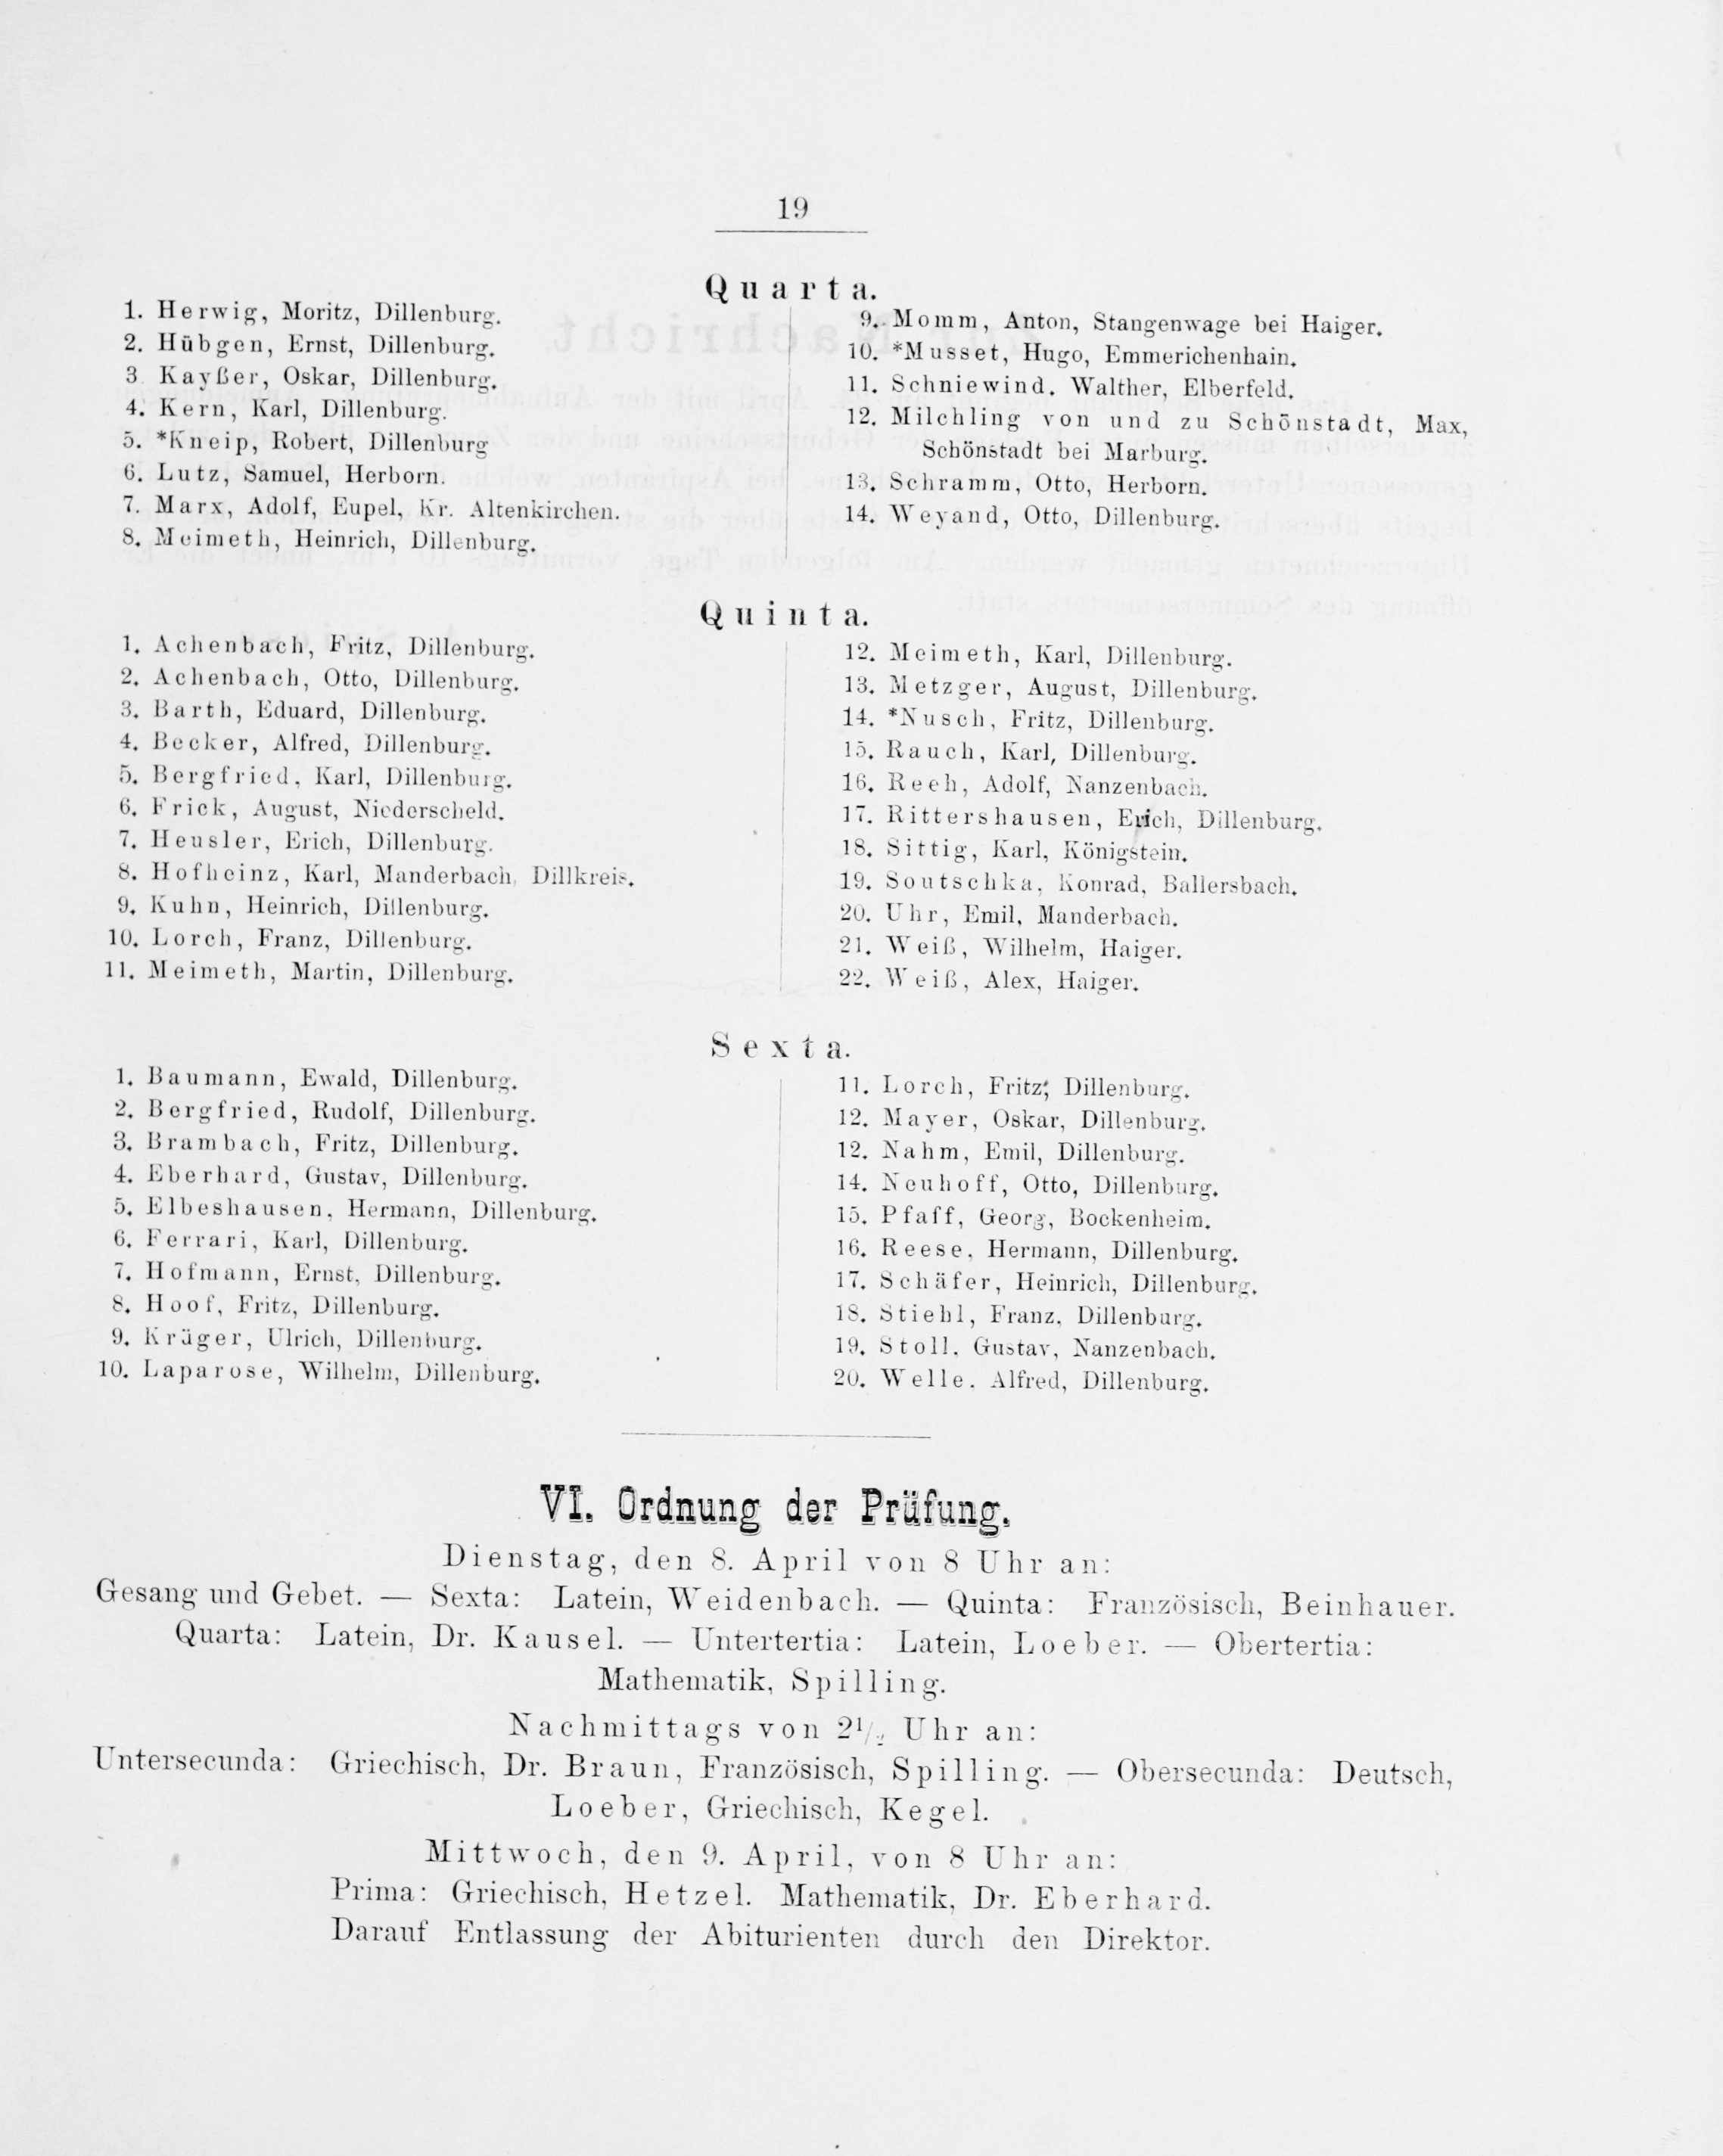 19
Quarta.
1. Herwig, Moritz, Dillenburg.
2. Hübgen, Ernst, Dillenburg.
3. Kayßer, Oskar, Dillenburg.
4. Kern, Karl, Dillenburg.
5. *Kneip, Robert, Dillenburg
6. Lutz, Samuel, Herborn.
7. Marx, Adolf, Eupel, Kr. Altenkirchen.
8. Meimeth, Heinrich, Dillenburg.
9. Momm, Anton, Stangenwage bei Haiger.
10. *Musset, Hugo, Emmerichenhain.
11. Schniewind. Walther, Elberfeld.
12. Milchling von und zu Schönstadt, Max,
Schönstadt bei Marburg.
13. Schramm, Otto, Herborn.
14. Weyand, Otto, Dillenburg.
Quinta.
1. Achenbach, Fritz, Dillenburg.
2. Achenbach, Otto, Dillenburg.
3. Barth, Eduard, Dillenburg.
4. Becker, Alfred, Dillenburg.
5. Bergfried, Karl, Dillenburg.
6. Frick, August, Niederscheld.
7. Heusler, Erich, Dillenburg.
8. Hofheinz, Karl, Manderbach, Dillkreis.
9. Kuhn, Heinrich, Dillenburg.
10. Lorch, Franz, Dillenburg.
11. Meimeth, Martin, Dillenburg.
12. Meimeth, Karl, Dillenburg.
13. Metzger, August, Dillenburg.
14. *Nusch, Fritz, Dillenburg.
15. Rauch, Karl, Dillenburg.
16. Reeh, Adolf, Nanzenbach.
17. Rittershausen, Erich, Dillenburg.
18. Sittig, Karl, Königstein.
19. Soutschka, Konrad, Ballersbach.
20. Uhr, Emil, Manderbach.
21. Weiß, Wilhelm, Haiger.
22. Weiß, Alex, Haiger.
Sexta.
1. Baumann, Ewald, Dillenburg.
2. Bergfried, Rudolf, Dillenburg.
3. Brambach, Fritz, Dillenburg.
4. Eberhard, Gustav, Dillenburg.
5. Elbeshausen, Hermann, Dillenburg.
6. Ferrari, Karl, Dillenburg.
7. Hofmann, Ernst, Dillenburg.
8. Hoof, Fritz, Dillenburg.
9. Krüger, Ulrich, Dillenburg.
10. Laparose, Wilhelm, Dillenburg.
11. Lorch, Fritz, Dillenburg.
12. Mayer, Oskar, Dillenburg.
12. Nahm, Emil, Dillenburg.
14. Neuhoff, Otto, Dillenburg.
15. Pfaff, Georg, Bockenheim.
16. Reese, Hermann, Dillenburg.
17. Schäfer, Heinrich, Dillenburg.
18. Stiehl, Franz, Dillenburg.
19. Stoll, Gustav, Nanzenbach.
20. Welle, Alfred, Dillenburg.
VI. Ordnung der Prüfung.
Dienstag, den 8. April von 8 Uhr an:
Gesang und Gebet. — Sexta: Latein, Weidenbach. — Quinta: Französisch, Beinhauer.
Quarta: Latein, Dr. Kausel. — Untertertia: Latein, Loeber. — Obertertia:
Mathematik, Spilling.
Nachmittags von 2½ Uhr an:
Untersecunda: Griechisch, Dr. Braun, Französisch, Spilling. — Obersecunda: Deutsch,
Loeber, Griechisch, Kegel.
Mittwoch, den 9. April, von 8 Uhr an:
Prima: Griechisch, Hetzel. Mathematik, Dr. Eberhard.
Darauf Entlassung der Abiturienten durch den Direktor.